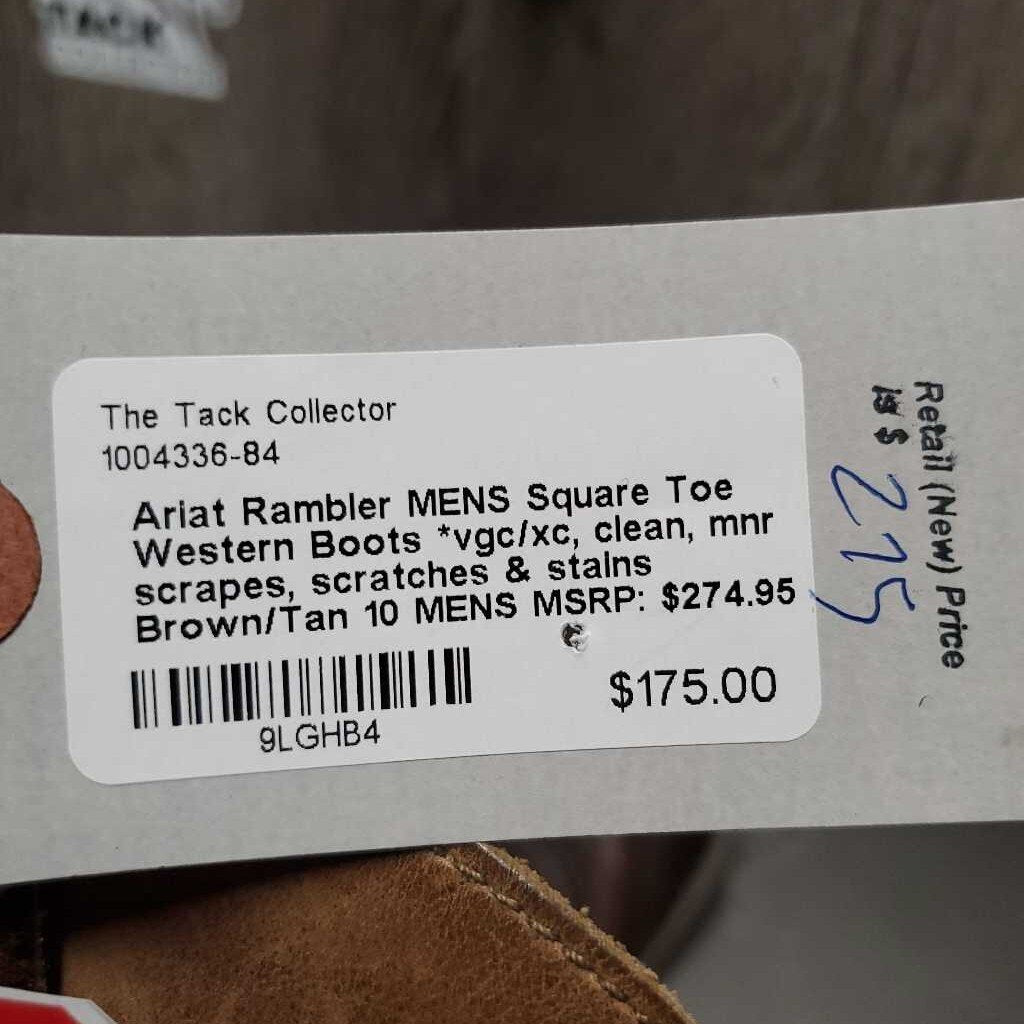 TACK
The Tack Collector
1004336-84
Ariat Rambler MENS Square Toe
Western Boots *vgc/xc, clean, mnr
scrapes, scratches & stains
Brown/Tan 10 MENS MSRP: $274.95
9LGHB4
$175.00
Retail (New) Price
is $
275